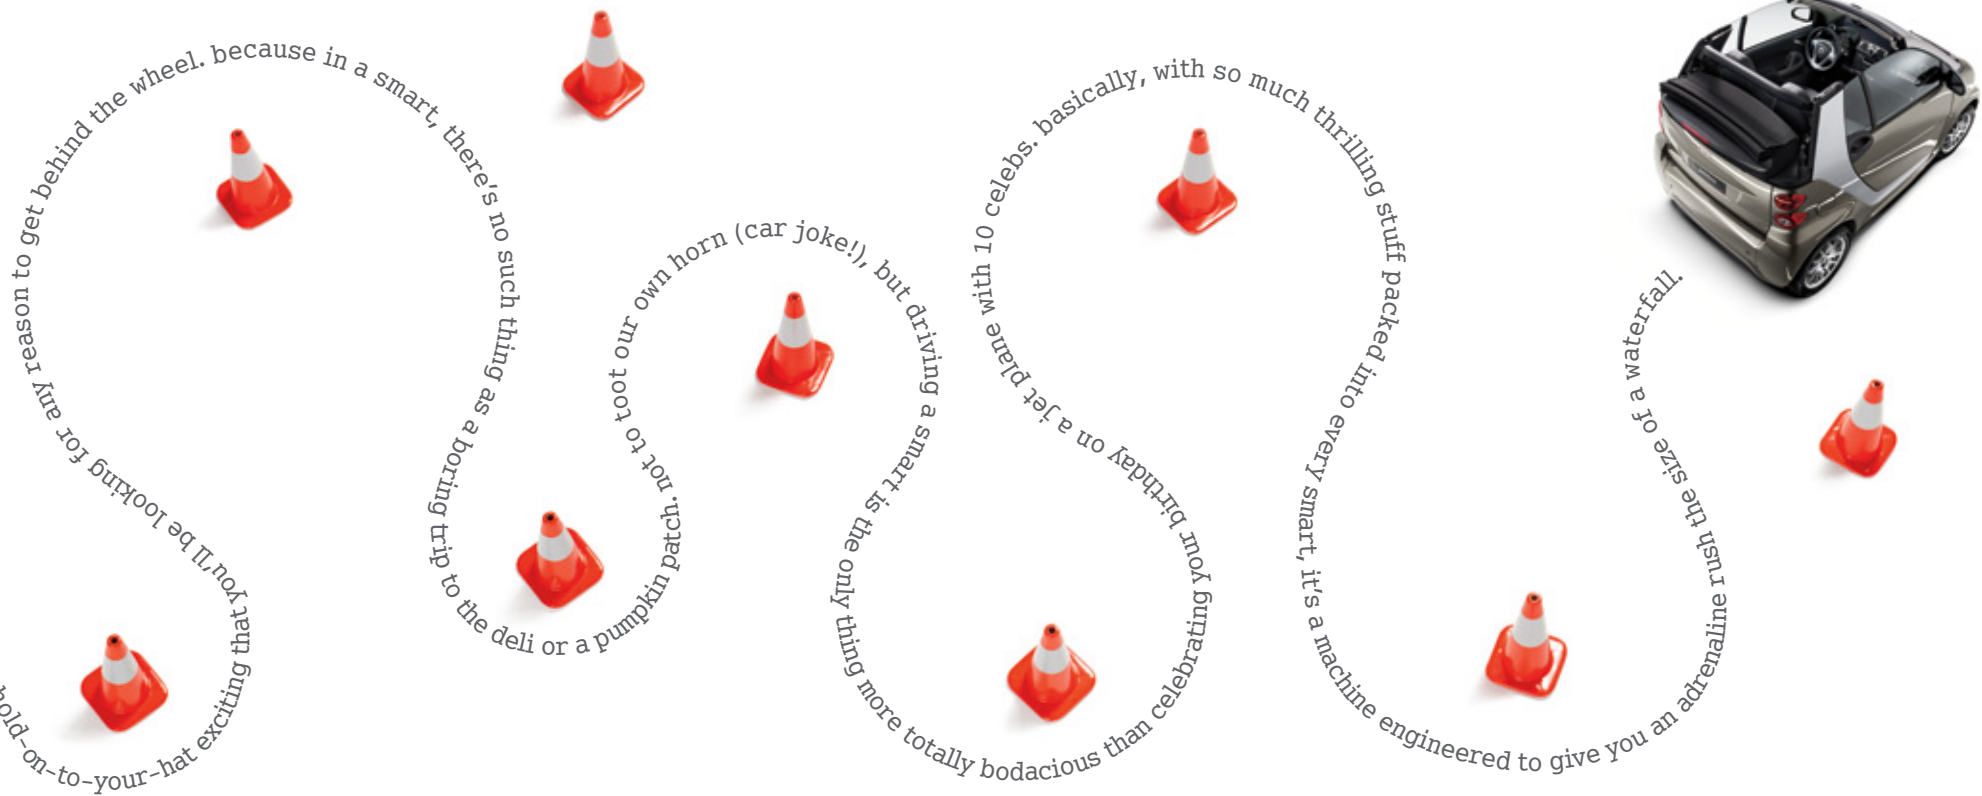 hold-on-to-your-hat exciting that you'll be looking for any reason to get behind the wheel. because in a smart, there's no such thing as a boring trip to the deli or a pumpkin patch. not to toot our own horn (car joke!), but driving a smart is the only thing more totally bodacious than celebrating your birthday on a jet plane with 10 celebs. basically, with so much thrilling stuff packed into every smart, it's a machine engineered to give you an adrenaline rush the size of a waterfall.